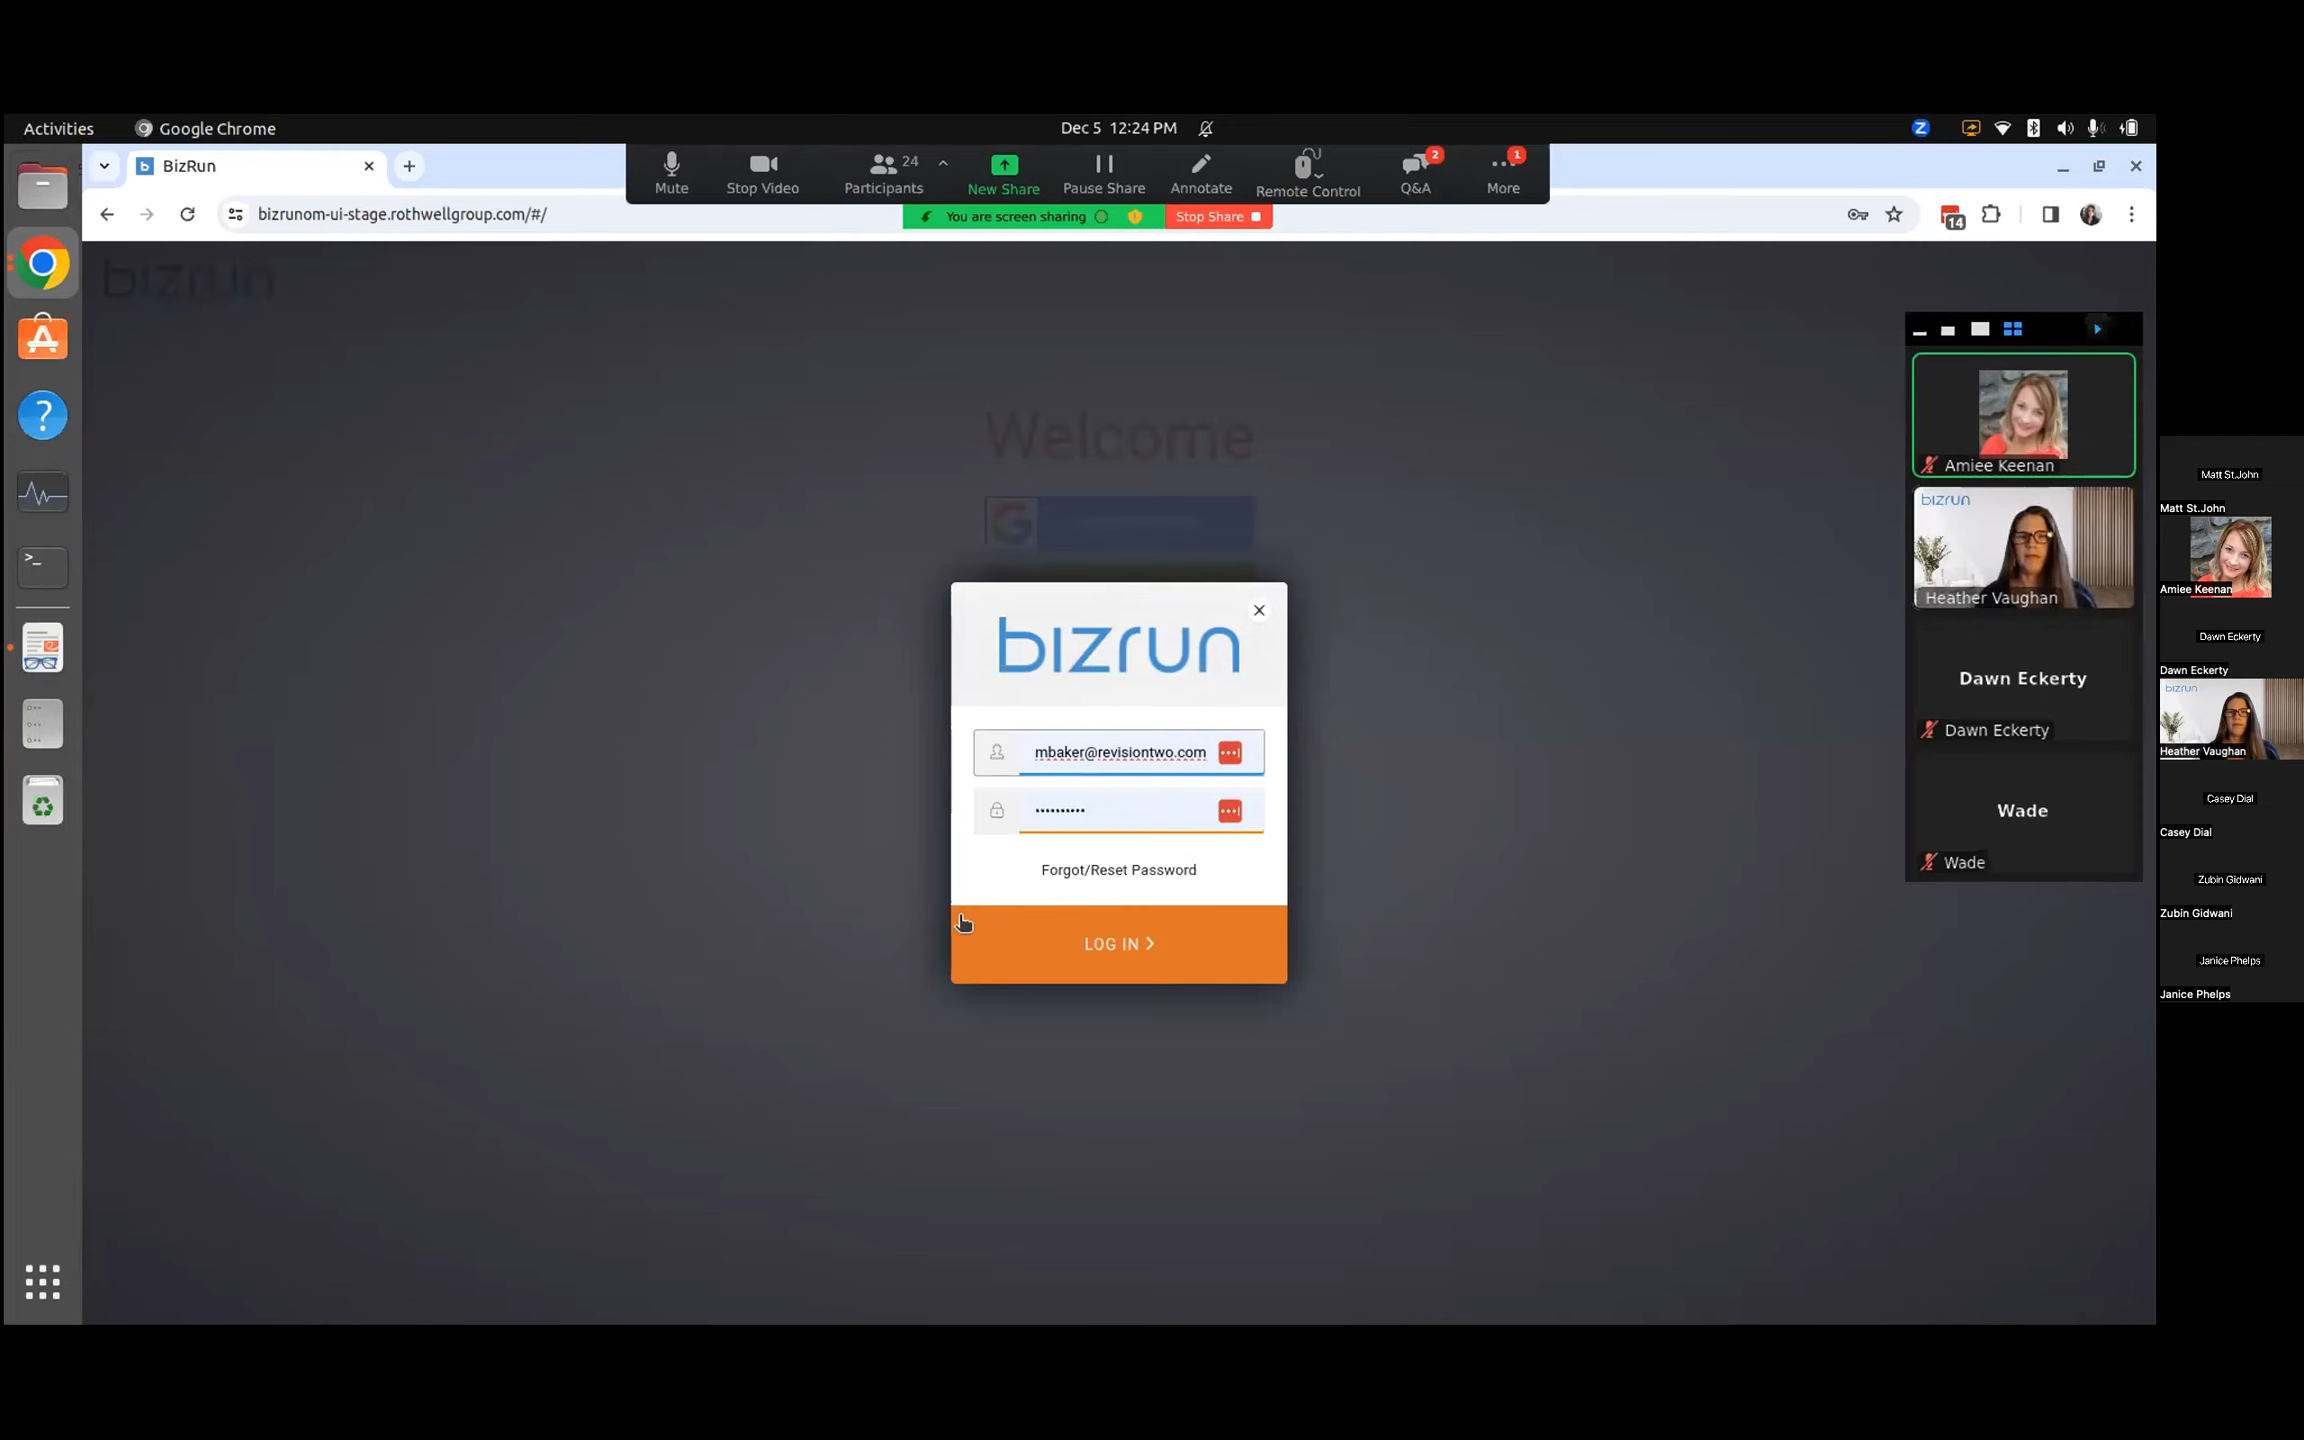 Activities
Google Chrome
Dec 5 12:24 PM
BizRun
24
2
1
Mute
Stop Video
Participants
New Share
Pause Share
Annotate
Remote Control
Q&A
More
bizrunom-ui-stage.rothwellgroup.com/#/
You are screen sharing
Stop Share
14
bizrun
Welcome
bizrun
mbaker@revisiontwo.com
••••••••••
Forgot/Reset Password
LOG IN >
Amiee Keenan
bizrun
Heather Vaughan
Dawn Eckerty
Dawn Eckerty
Wade
Wade
Matt St.John
Matt St.John
Amiee Keenan
Dawn Eckerty
Dawn Eckerty
bizrun
Heather Vaughan
Casey Dial
Casey Dial
Zubin Gidwani
Zubin Gidwani
Janice Phelps
Janice Phelps